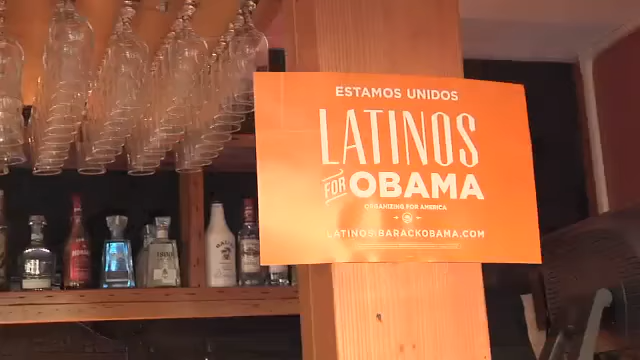 ESTAMOS UNIDOS
LATINOS
FOR OBAMA
ORGANIZING FOR AMERICA
LATINOS.BARACKOBAMA.COM